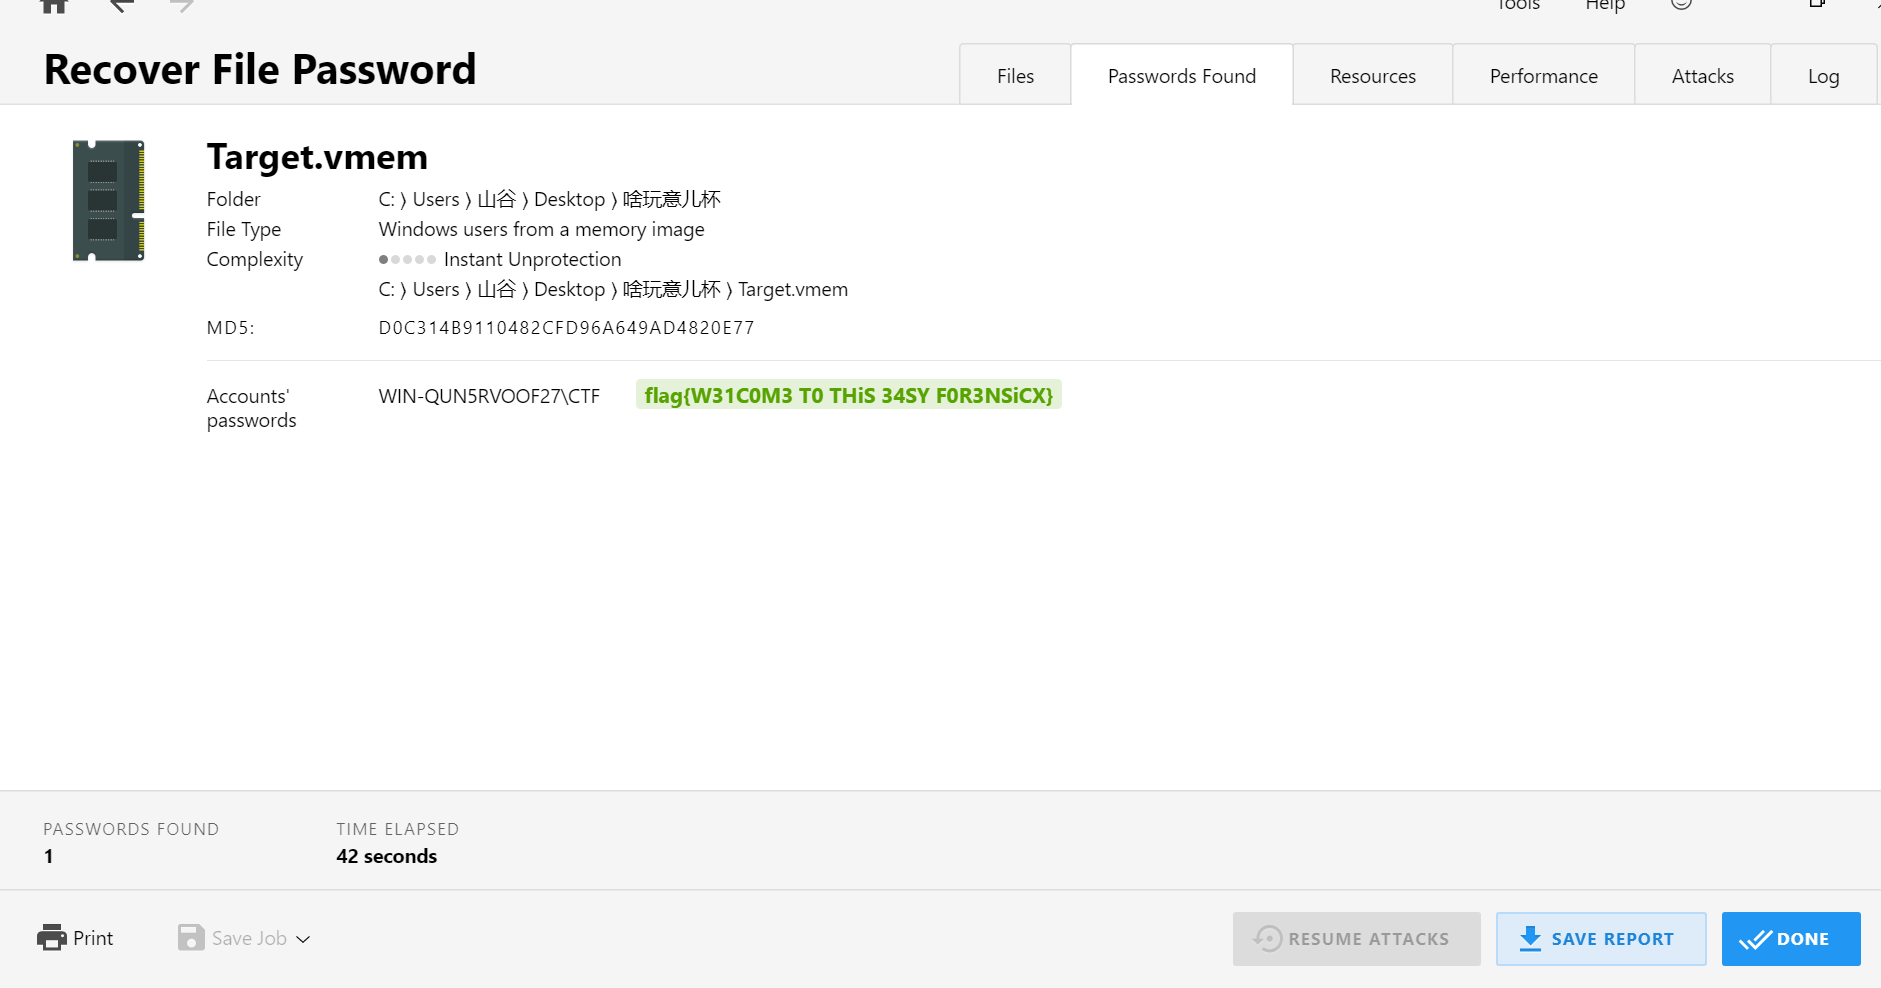 Tools Help
Recover File Password
Files Passwords Found Resources Performance Attacks Log
Target.vmem
Folder C: ⟩ Users ⟩ 山谷 ⟩ Desktop ⟩ 啥玩意儿杯
File Type Windows users from a memory image
Complexity Instant Unprotection
C: ⟩ Users ⟩ 山谷 ⟩ Desktop ⟩ 啥玩意儿杯 ⟩ Target.vmem
MD5: D0C314B9110482CFD96A649AD4820E77
Accounts' WIN-QUN5RVOOF27\CTF flag{W31C0M3 T0 THiS 34SY F0R3NSiCX}
passwords
PASSWORDS FOUND TIME ELAPSED
1 42 seconds
Print Save Job RESUME ATTACKS SAVE REPORT DONE